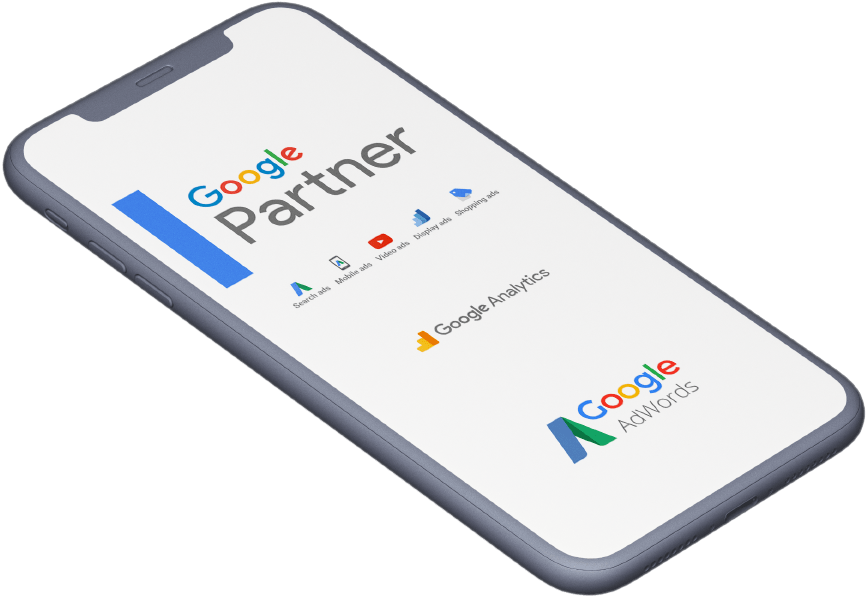 Google
Partner
Search ads
Mobile ads
Video ads
Display ads
Shopping ads
Google Analytics
Google
AdWords